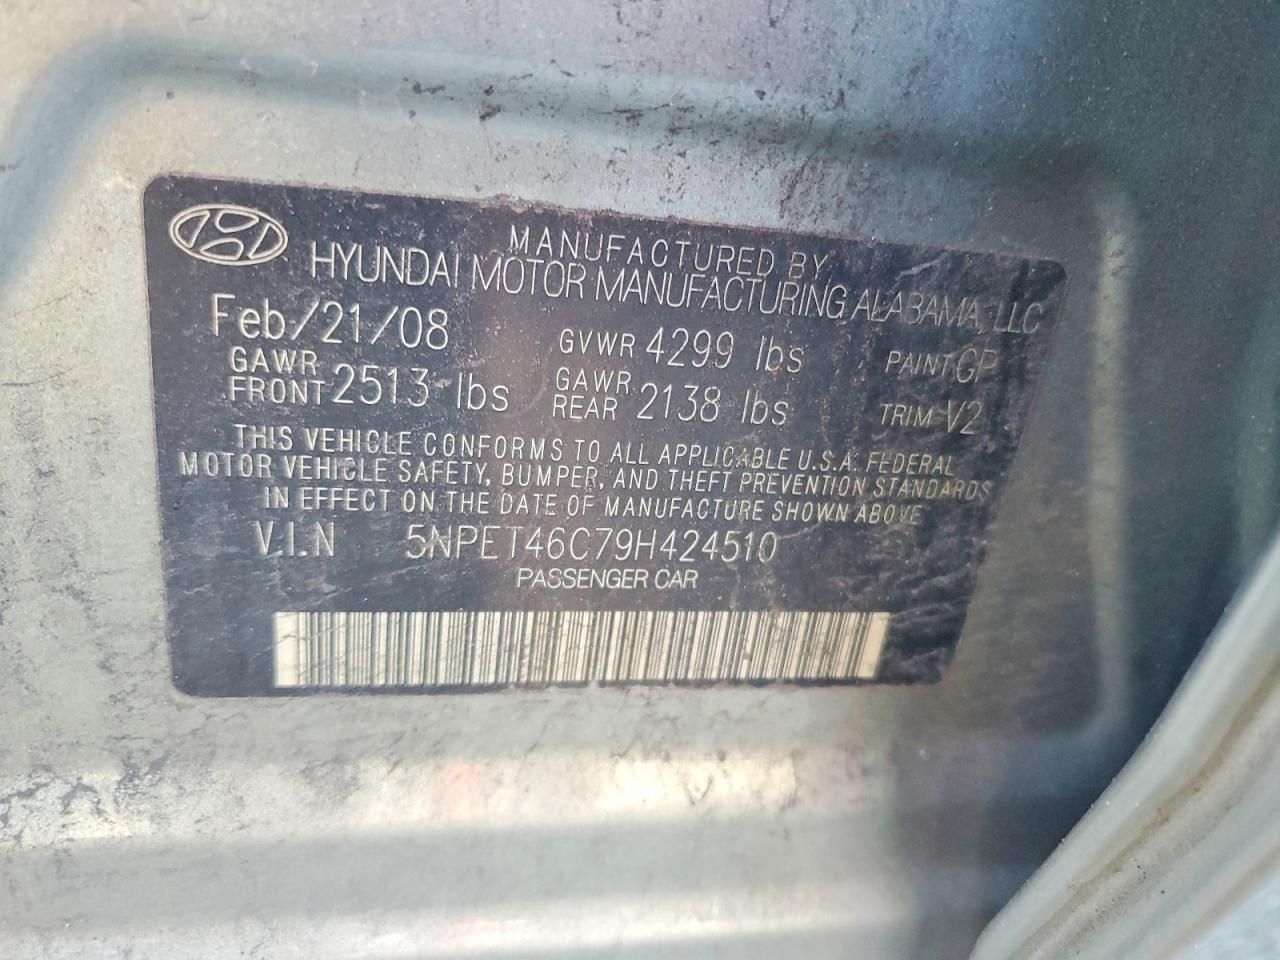 MANUFACTURED BY
HYUNDAI MOTOR MANUFACTURING ALABAMA, LLC
Feb/21/08 GVWR 4299 lbs PAINT GP
GAWR FRONT 2513 lbs GAWR REAR 2138 lbs TRIM V2
THIS VEHICLE CONFORMS TO ALL APPLICABLE U.S.A. FEDERAL
MOTOR VEHICLE SAFETY, BUMPER, AND THEFT PREVENTION STANDARDS
IN EFFECT ON THE DATE OF MANUFACTURE SHOWN ABOVE
V.I.N 5NPET46C79H424510
PASSENGER CAR